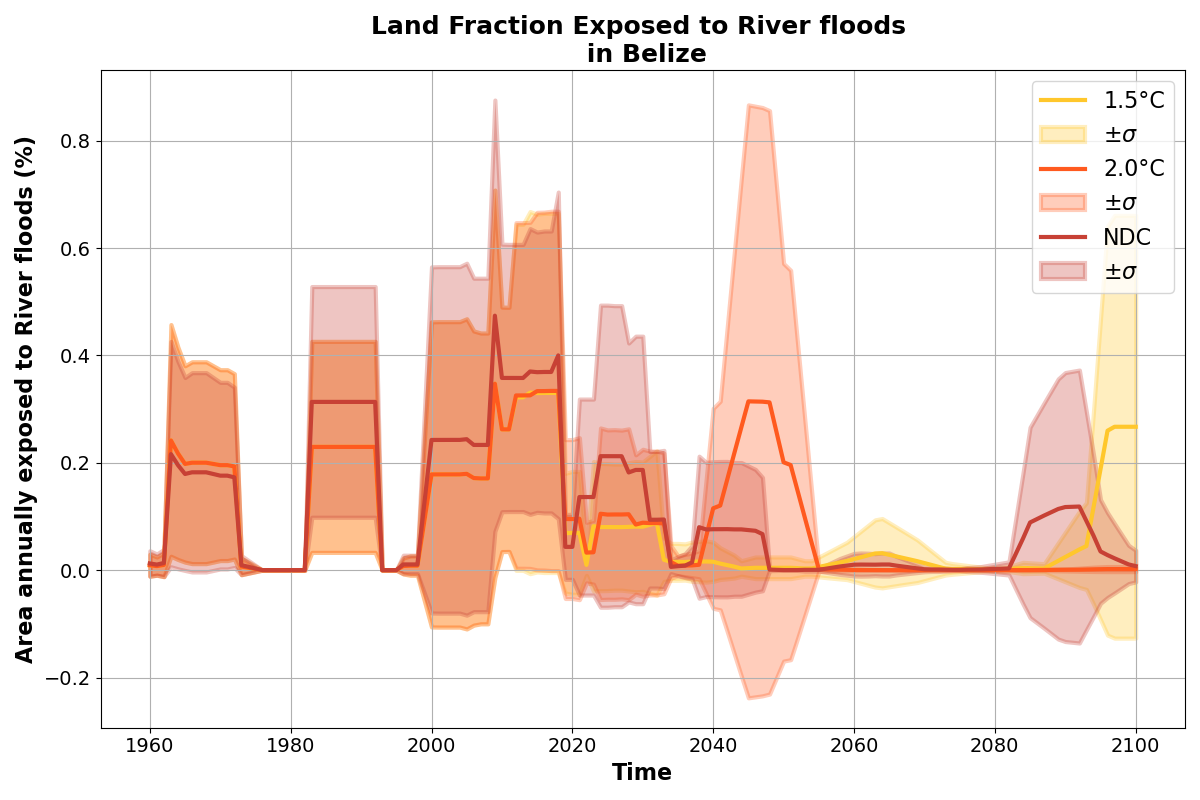 Land Fraction Exposed to River floods
in Belize
Area annually exposed to River floods (%)
0.8
0.6
0.4
0.2
0.0
−0.2
1960
1980
2000
2020
2040
2060
2080
2100
Time
1.5°C
±σ
2.0°C
±σ
NDC
±σ